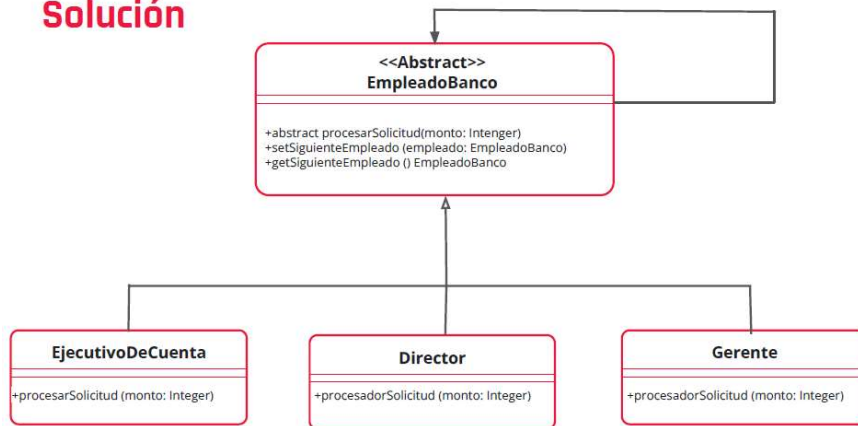 Solución
<<Abstract>>
EmpleadoBanco
+abstract procesarSolicitud(monto: Intenger)
+setSiguienteEmpleado (empleado: EmpleadoBanco)
+getSiguienteEmpleado () EmpleadoBanco
EjecutivoDeCuenta
+procesarSolicitud (monto: Integer)
Director
+procesadorSolicitud (monto: Integer)
Gerente
+procesadorSolicitud (monto: Integer)